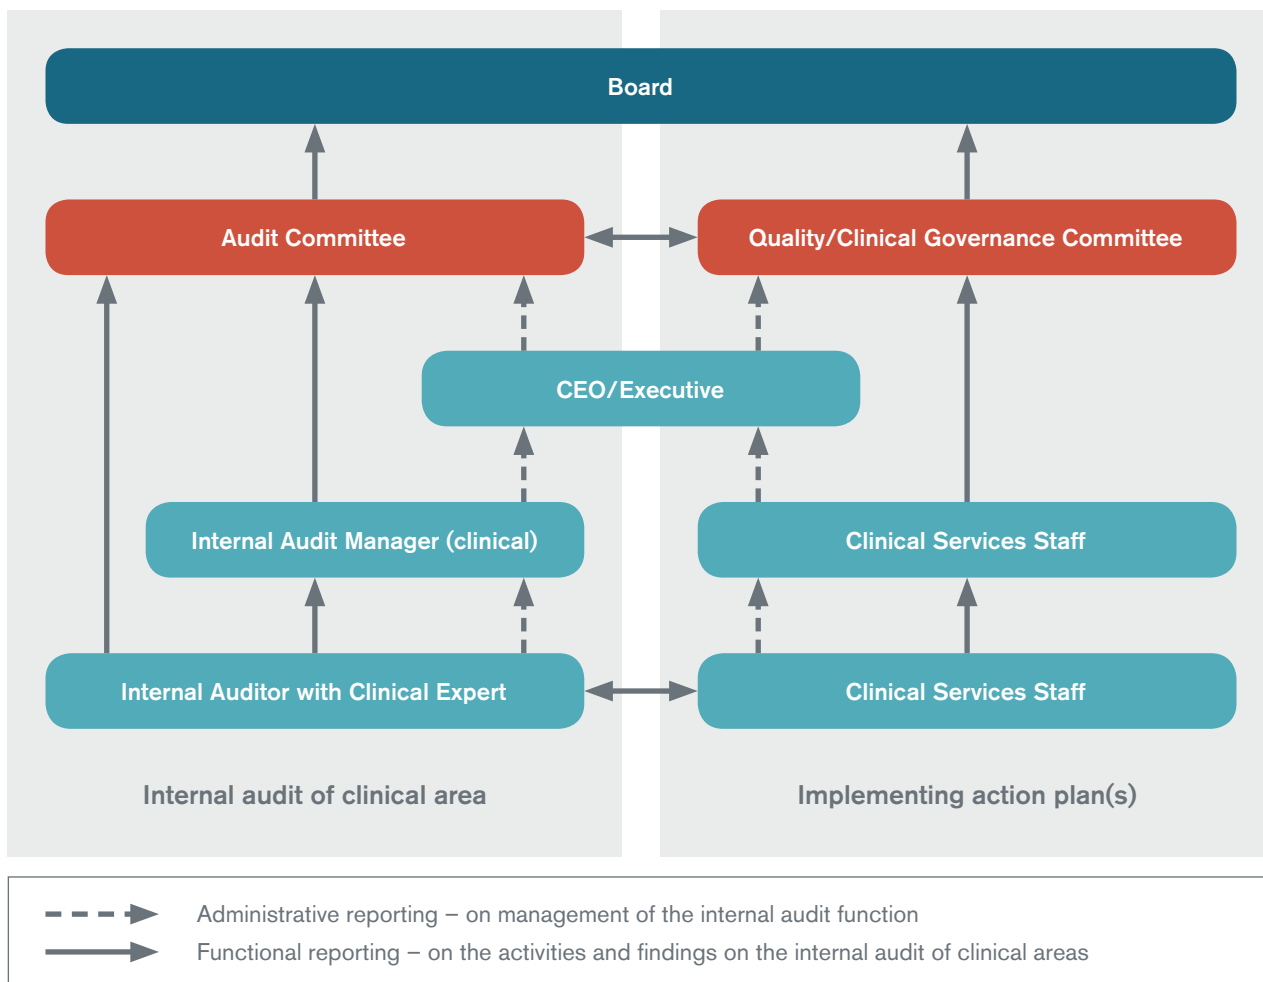 Board
Audit Committee
Quality/Clinical Governance Committee
CEO/Executive
Internal Audit Manager (clinical)
Clinical Services Staff
Internal Auditor with Clinical Expert
Clinical Services Staff
Internal audit of clinical area
Implementing action plan(s)
Administrative reporting – on management of the internal audit function
Functional reporting – on the activities and findings on the internal audit of clinical areas